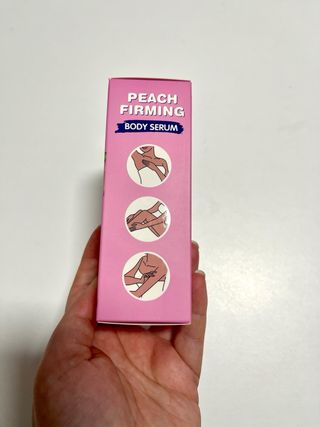 PEACH
FIRMING
BODY SERUM